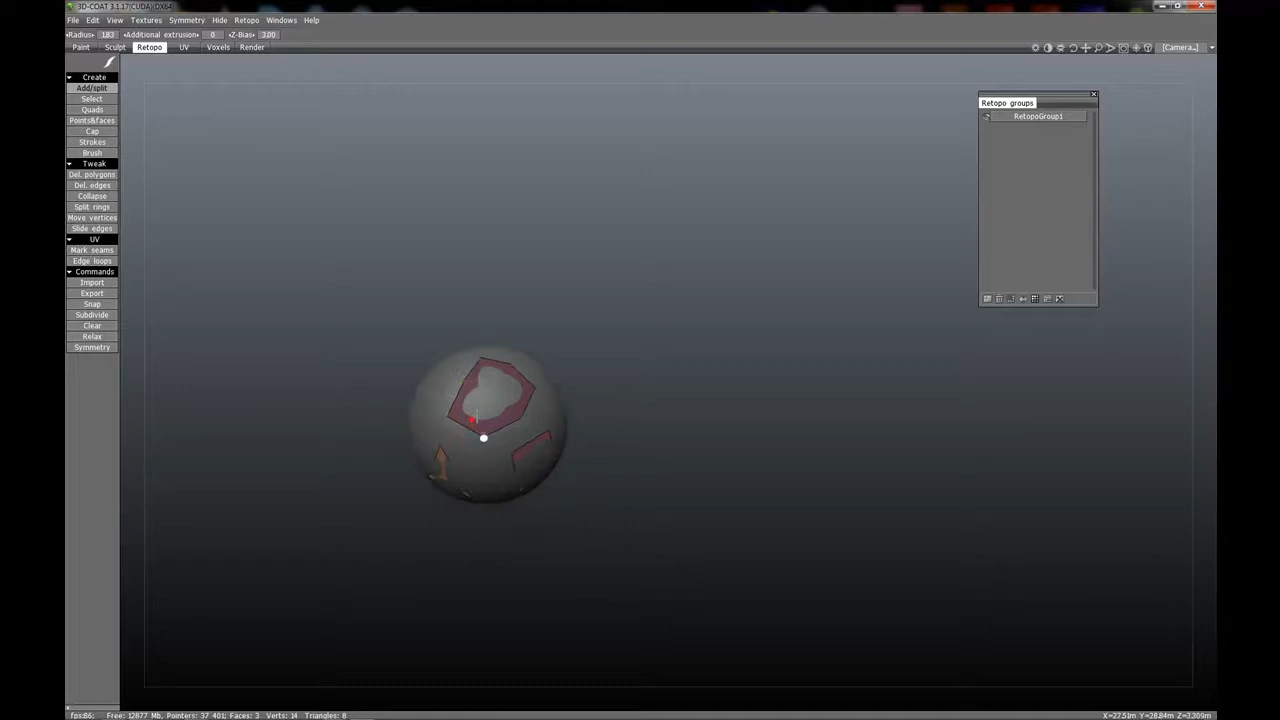 3D-COAT 3.1.17(CUDA)(DX64)
File Edit View Textures Symmetry Hide Retopo Windows Help
Radius 1.83 Additional extrusion 0 Z-Bias 3.00
Paint Sculpt Retopo UV Voxels Render [Camera_]
Create
Add/split
Select
Quads
Points&faces
Cap
Strokes
Brush
Tweak
Del. polygons
Del. edges
Collapse
Split rings
Move vertices
Slide edges
UV
Mark seams
Edge loops
Commands
Import
Export
Snap
Subdivide
Clear
Relax
Symmetry
Retopo groups
RetopoGroup1
fps:86; Free: 12877 Mb, Pointers: 37 401; Faces: 3 Verts: 14 Triangles: 8 X=27.51m Y=28.84m Z=3.309m